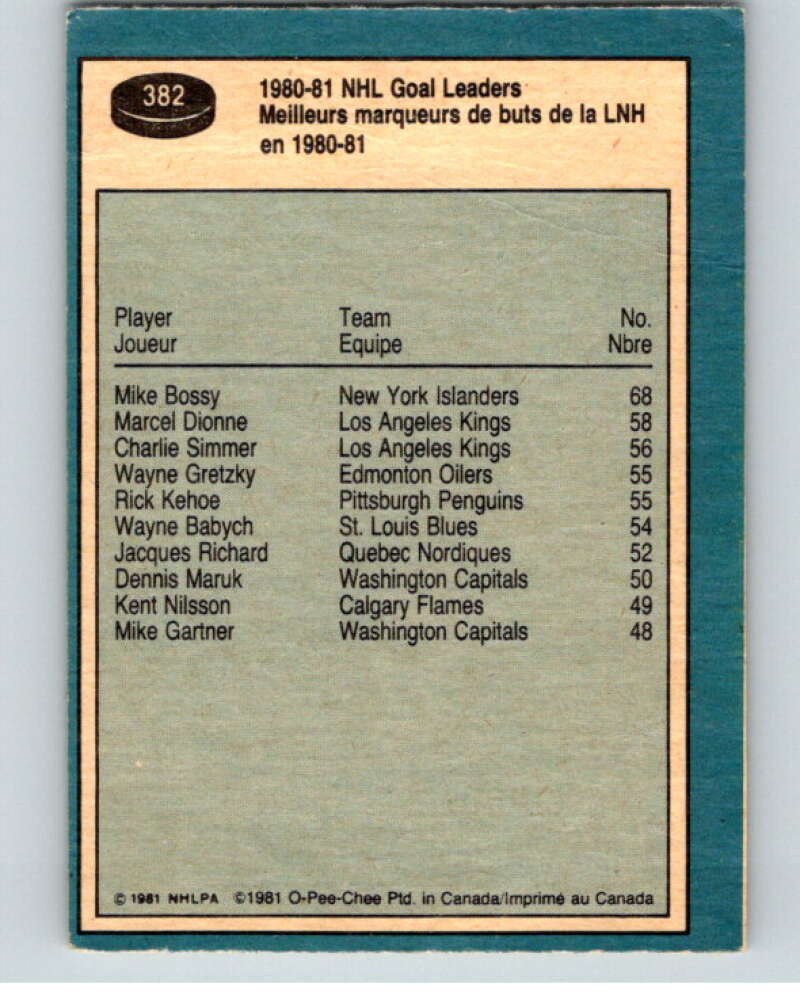 382
1980-81 NHL Goal Leaders
Meilleurs marqueurs de buts de la LNH
en 1980-81
Player Team No.
Joueur Equipe Nbre
Mike Bossy New York Islanders 68
Marcel Dionne Los Angeles Kings 58
Charlie Simmer Los Angeles Kings 56
Wayne Gretzky Edmonton Oilers 55
Rick Kehoe Pittsburgh Penguins 55
Wayne Babych St. Louis Blues 54
Jacques Richard Quebec Nordiques 52
Dennis Maruk Washington Capitals 50
Kent Nilsson Calgary Flames 49
Mike Gartner Washington Capitals 48
© 1981 NHLPA ©1981 O-Pee-Chee Ptd. in Canada/Imprimé au Canada